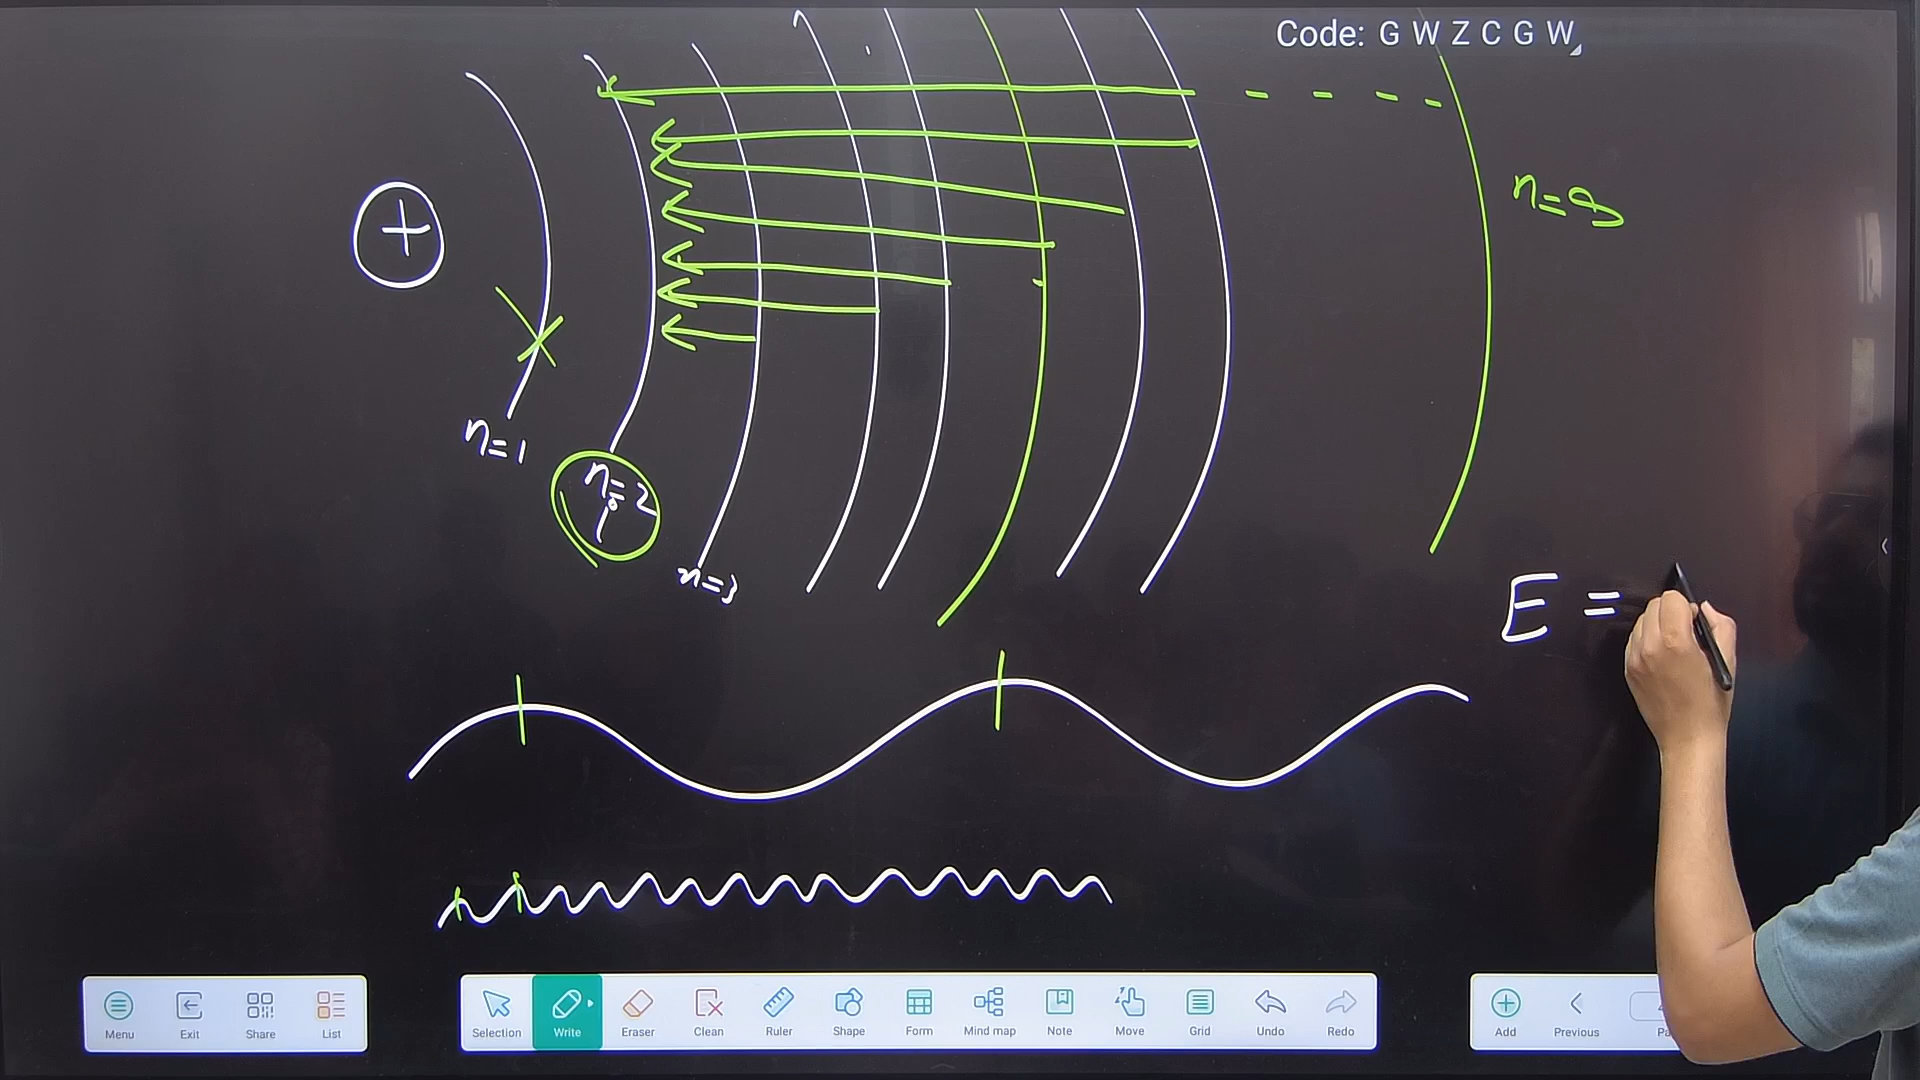 Code: G W Z C G W
n=∞
n=1
n=2
n=3
E =
Menu Exit Share List Selection Write Eraser Clean Ruler Shape Form Mind map Note Move Grid Undo Redo Add Previous